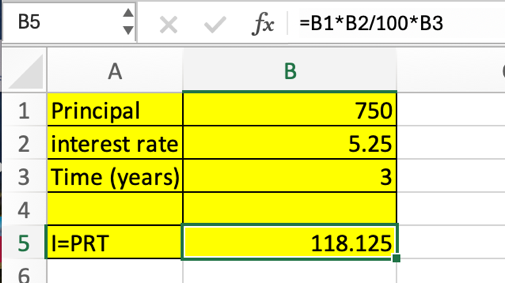 B5 fx =B1*B2/100*B3
A B
1 Principal 750
2 interest rate 5.25
3 Time (years) 3
4
5 I=PRT 118.125
6